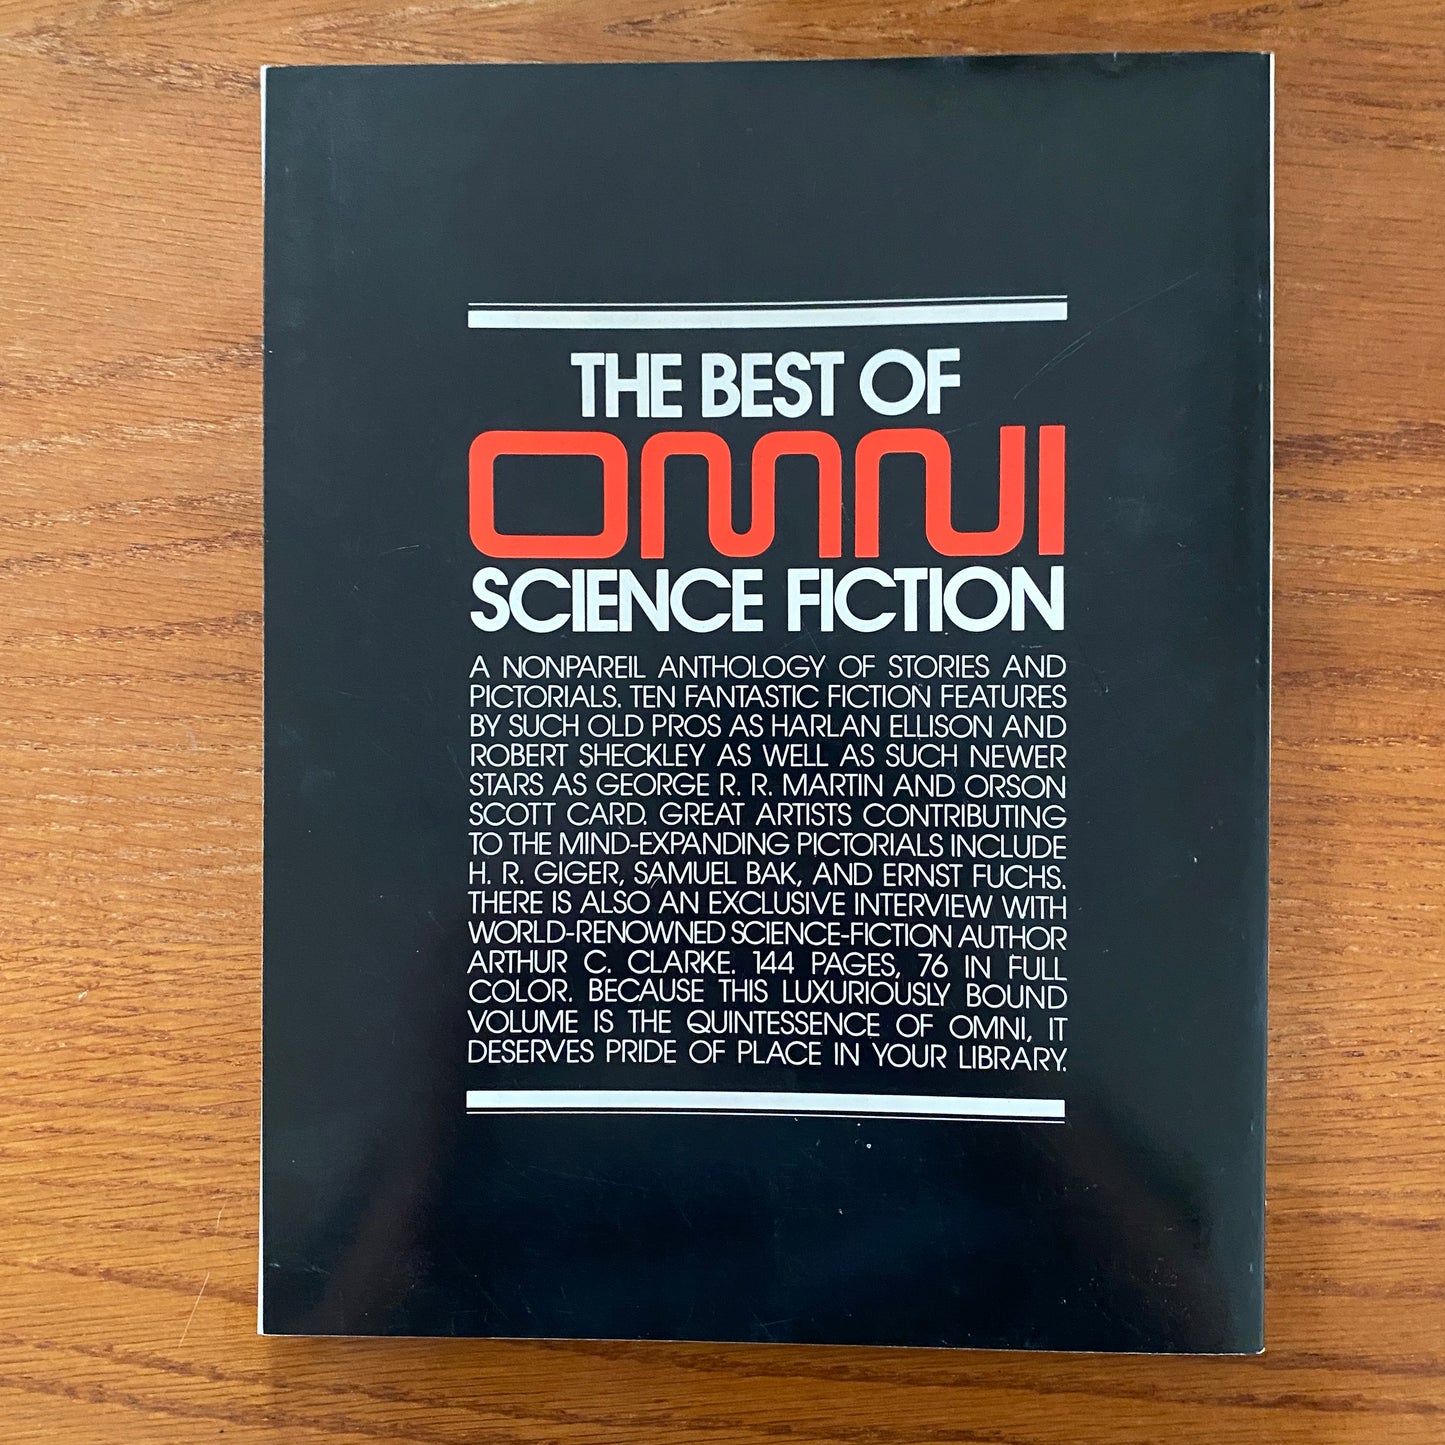 THE BEST OF
OMNI
SCIENCE FICTION
A NONPAREIL ANTHOLOGY OF STORIES AND
PICTORIALS. TEN FANTASTIC FICTION FEATURES
BY SUCH OLD PROS AS HARLAN ELLISON AND
ROBERT SHECKLEY AS WELL AS SUCH NEWER
STARS AS GEORGE R. R. MARTIN AND ORSON
SCOTT CARD. GREAT ARTISTS CONTRIBUTING
TO THE MIND-EXPANDING PICTORIALS INCLUDE
H. R. GIGER, SAMUEL BAK, AND ERNST FUCHS.
THERE IS ALSO AN EXCLUSIVE INTERVIEW WITH
WORLD-RENOWNED SCIENCE-FICTION AUTHOR
ARTHUR C. CLARKE. 144 PAGES, 76 IN FULL
COLOR. BECAUSE THIS LUXURIOUSLY BOUND
VOLUME IS THE QUINTESSENCE OF OMNI, IT
DESERVES PRIDE OF PLACE IN YOUR LIBRARY.